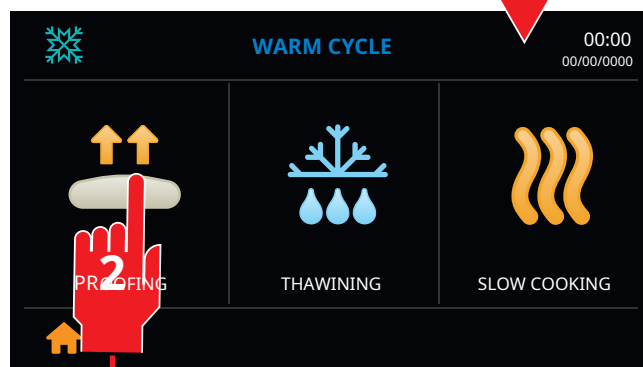 WARM CYCLE
00:00
00/00/0000
2
PROOFING
THAWINING
SLOW COOKING